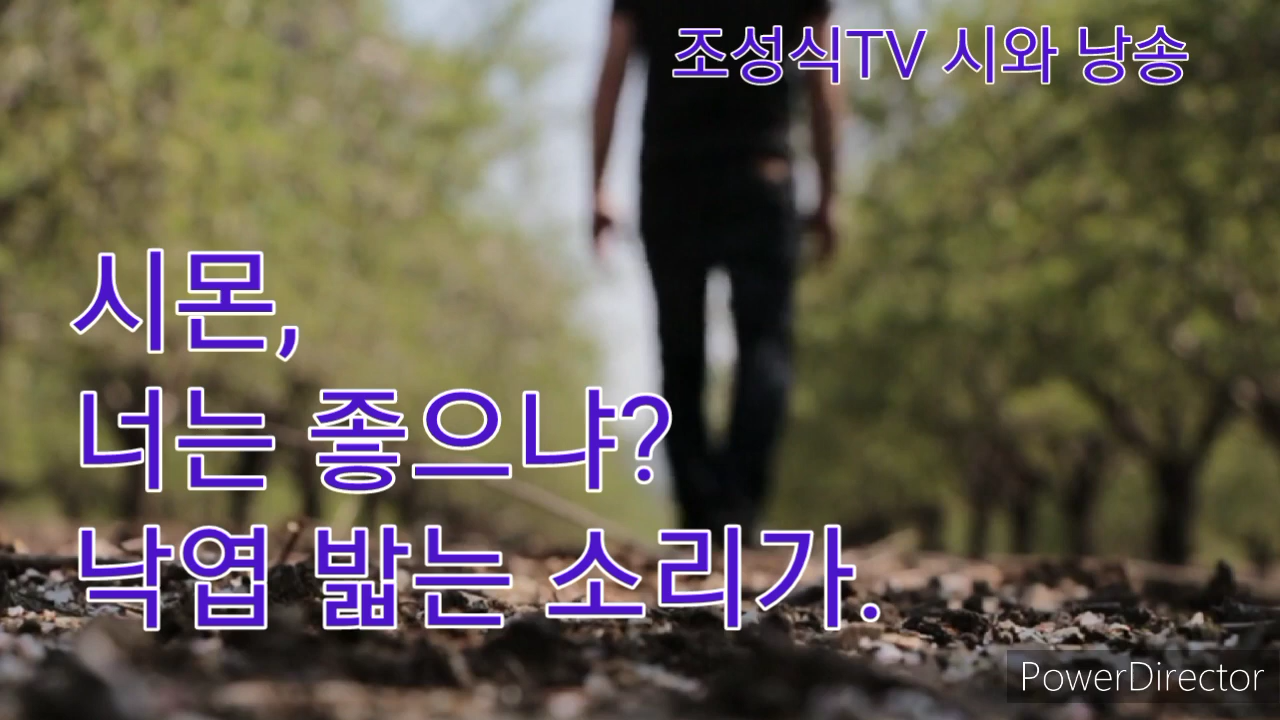 조성식TV 시와 낭송
시몬,
너는 좋으냐?
낙엽 밟는 소리가.
PowerDirector